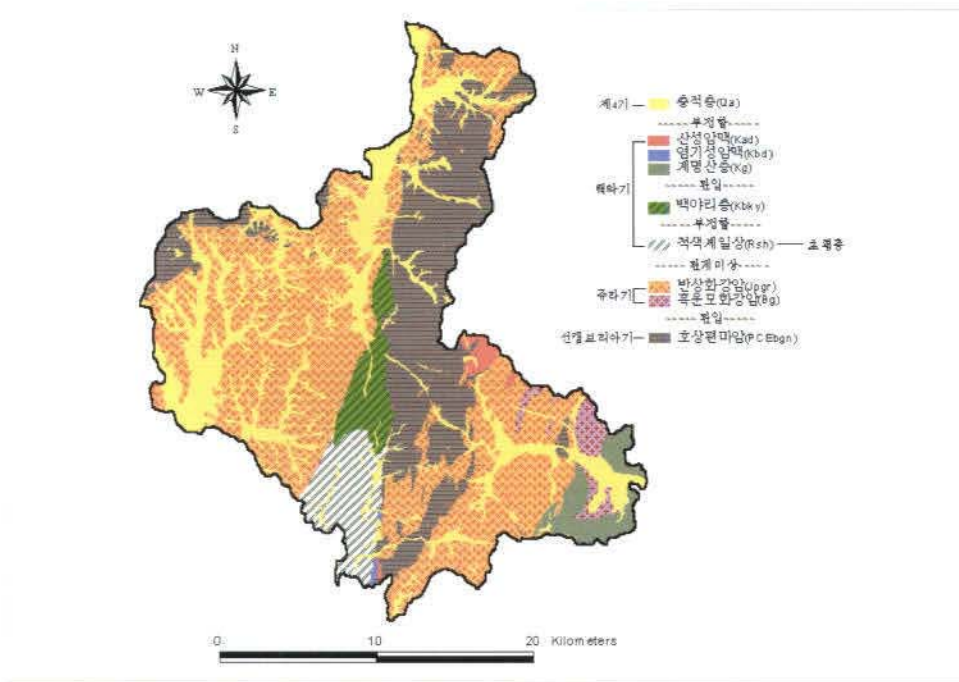 N
W E
S
제4기 충적층(Qa)
부정합
산성암맥(Kad)
염기성암맥(Kbd)
계명산층(Kg)
관입
백악기
백야리층(Kbky)
부정합
적색셰일상(Rsh) 초평층
관계미상
쥬라기
반상화강암(Jpgr)
흑운모화강암(Bg)
관입
선캠브리아기 호상편마암(PCEbgn)
0 10 20 Kilometers